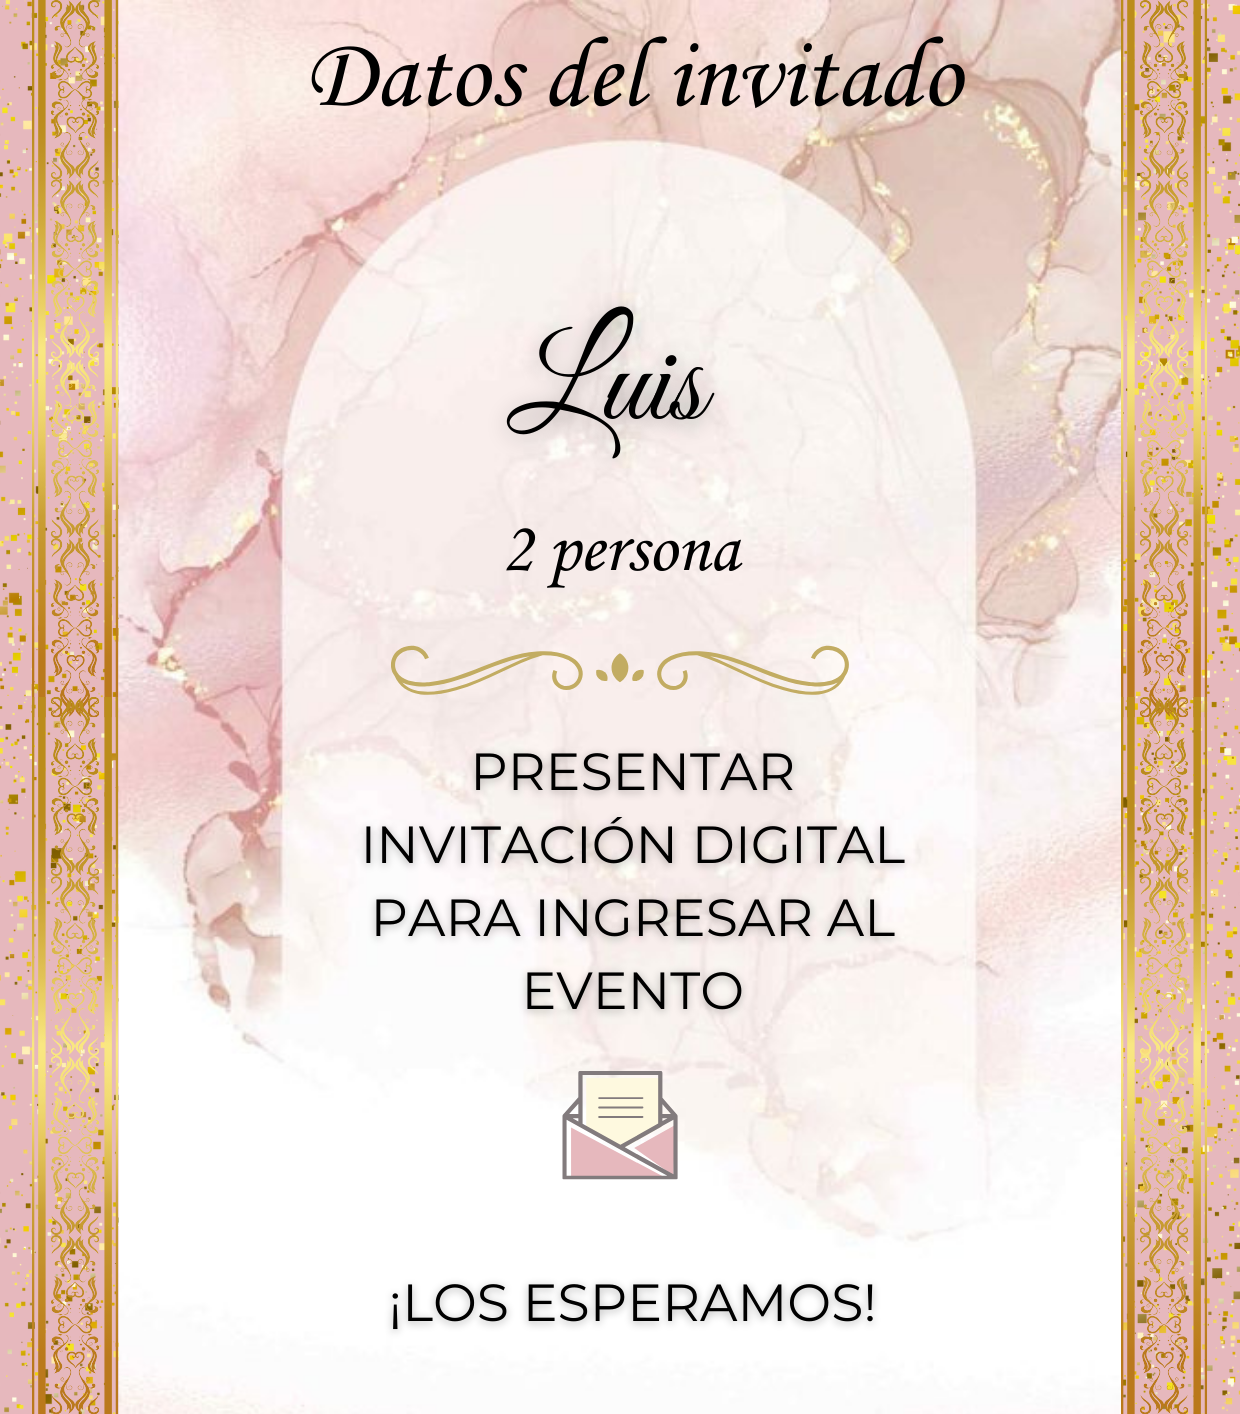 Datos del invitado
Luis
2 persona
PRESENTAR
INVITACIÓN DIGITAL
PARA INGRESAR AL
EVENTO
¡LOS ESPERAMOS!